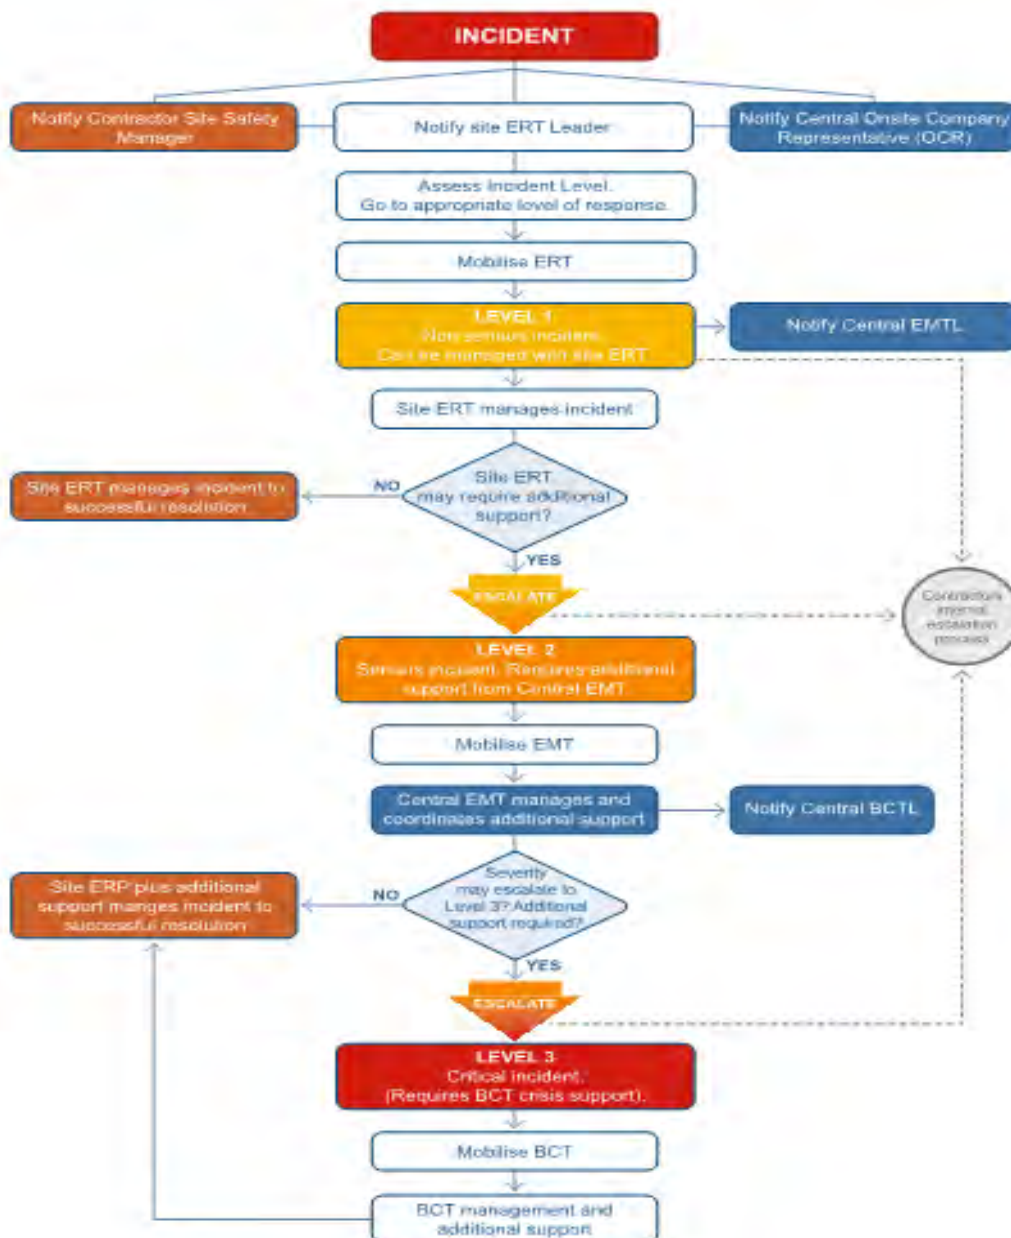 INCIDENT
Notify Contractor Site Safety
Manager
Notify site ERT Leader
Notify Central Onsite Company
Representative (OCR)
Assess Incident Level.
Go to appropriate level of response.
Mobilise ERT
LEVEL 1
Non serious incident.
Can be managed with site ERT
Notify Central EMTL
Site ERT manages incident
Site ERT
may require additional
support?
NO
Site ERT manages incident to
successful resolution
YES
ESCALATE
Contractors
internal
escalation
process
LEVEL 2
Serious incident. Requires additional
support from Central EMT
Mobilise EMT
Central EMT manages and
coordinates additional support
Notify Central BCTL
Severity
may escalate to
Level 3? Additional
support required?
NO
Site ERP plus additional
support manges incident to
successful resolution
YES
ESCALATE
LEVEL 3
Critical incident.
(Requires BCT crisis support).
Mobilise BCT
BCT management and
additional support